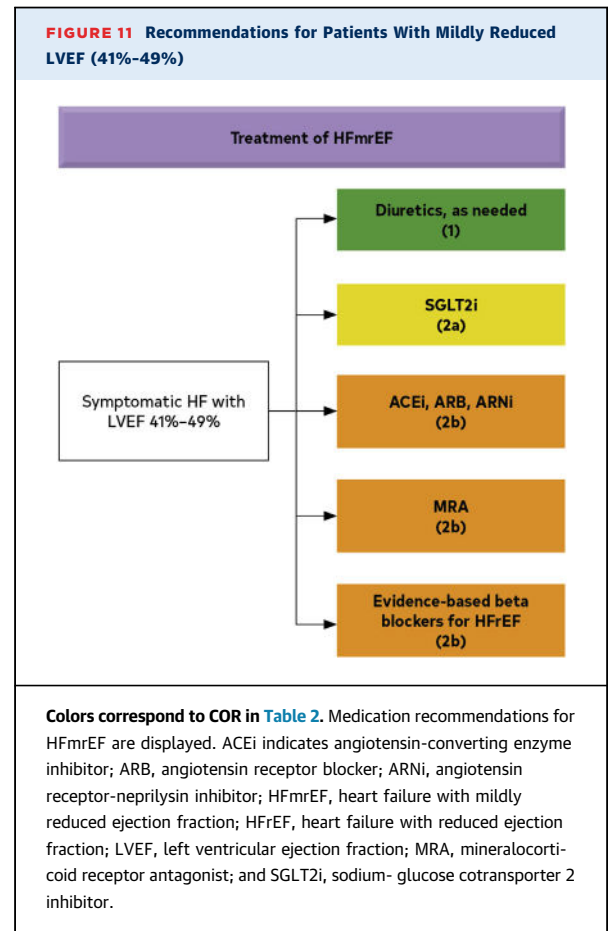 FIGURE 11 Recommendations for Patients With Mildly Reduced
LVEF (41%-49%)
Treatment of HFmrEF
Diuretics, as needed
(1)
SGLT2i
(2a)
Symptomatic HF with
LVEF 41%-49%
ACEi, ARB, ARNi
(2b)
MRA
(2b)
Evidence-based beta
blockers for HFrEF
(2b)
Colors correspond to COR in Table 2. Medication recommendations for
HFmrEF are displayed. ACEi indicates angiotensin-converting enzyme
inhibitor; ARB, angiotensin receptor blocker; ARNi, angiotensin
receptor-neprilysin inhibitor; HFmrEF, heart failure with mildly
reduced ejection fraction; HFrEF, heart failure with reduced ejection
fraction; LVEF, left ventricular ejection fraction; MRA, mineralocorti-
coid receptor antagonist; and SGLT2i, sodium- glucose cotransporter 2
inhibitor.